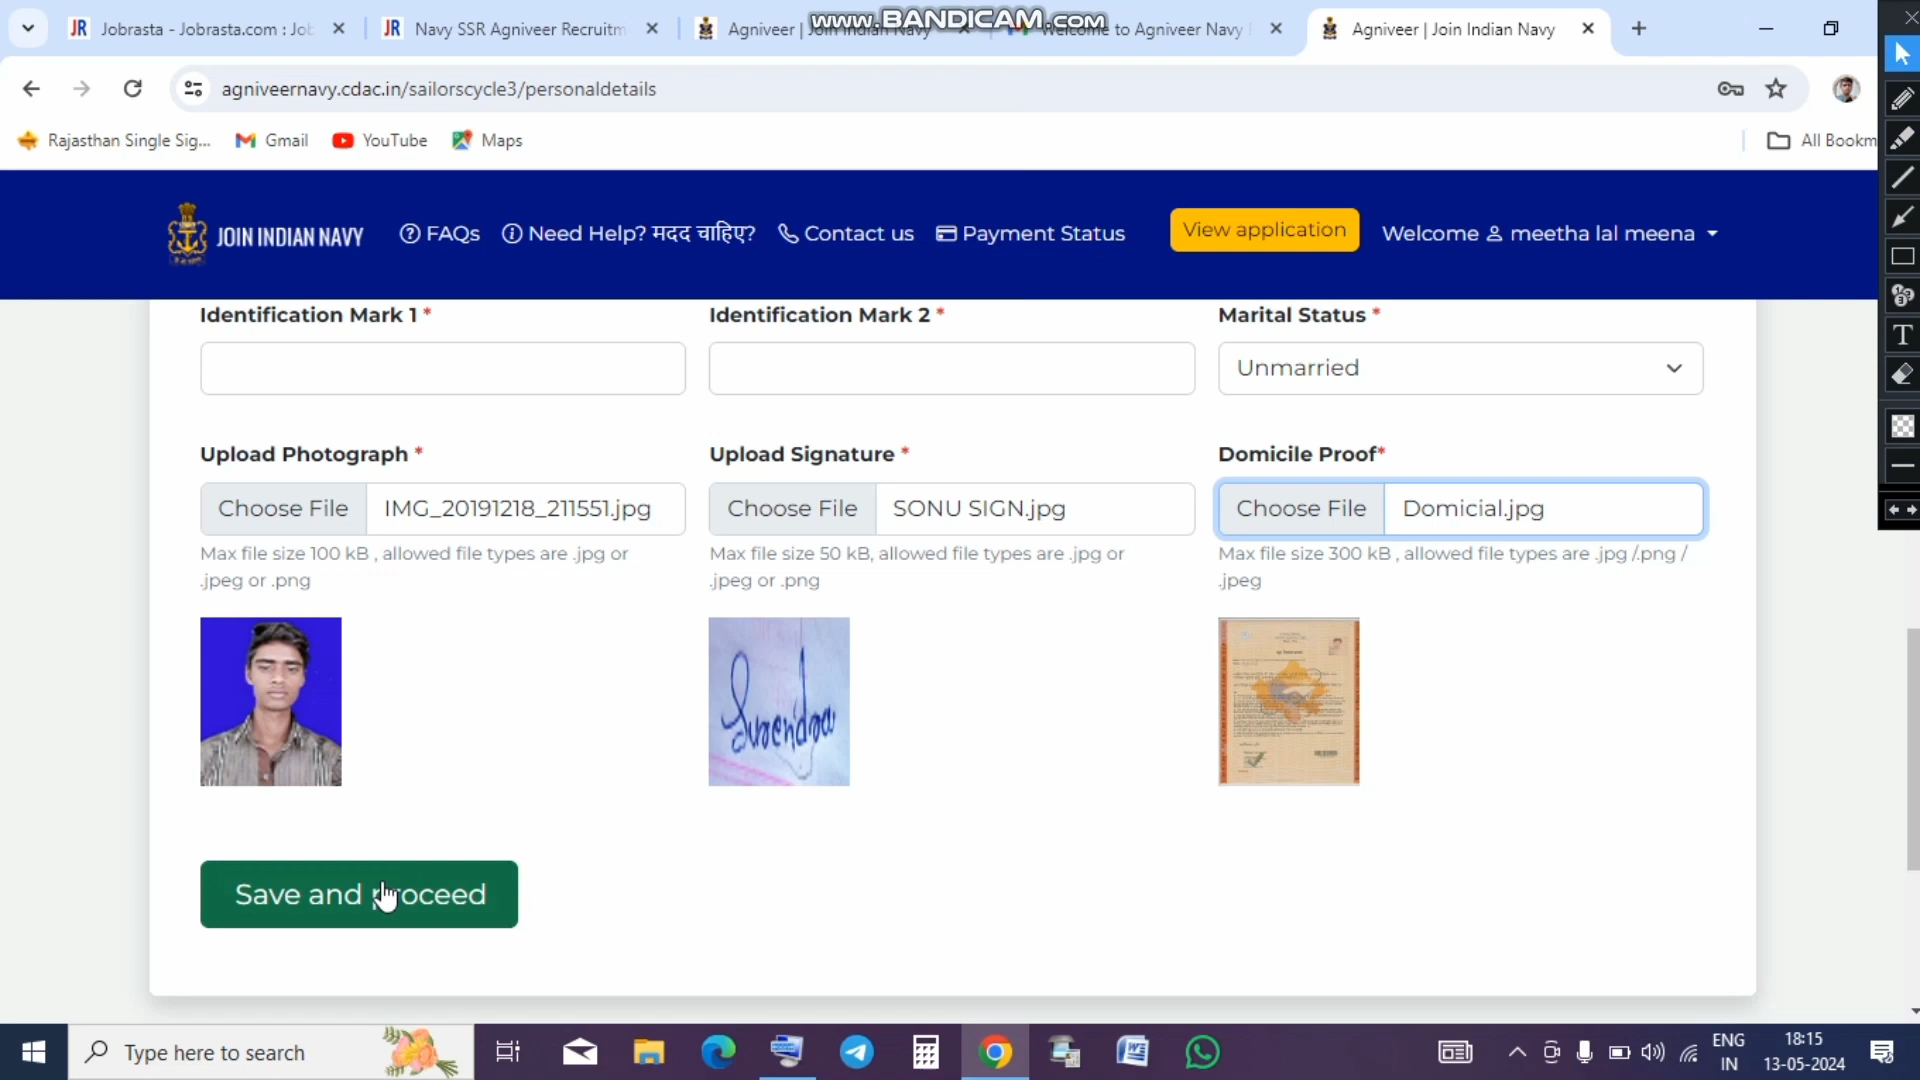 Jobrasta - Jobrasta.com : Jo
Navy SSR Agniveer Recruitm
Agniveer | Join Indian Navy
www.BANDICAM.com
Welcome to Agniveer Navy
Agniveer | Join Indian Navy
agniveernavy.cdac.in/sailorscycle3/personaldetails
Rajasthan Single Sig...
Gmail
YouTube
Maps
All Bookm
JOIN INDIAN NAVY
FAQs
Need Help? मदद चाहिए?
Contact us
Payment Status
View application
Welcome meetha lal meena
Identification Mark 1 *
Identification Mark 2 *
Marital Status *
Unmarried
Upload Photograph *
Upload Signature *
Domicile Proof*
Choose File IMG_20191218_211551.jpg
Choose File SONU SIGN.jpg
Choose File Domicial.jpg
Max file size 100 kB , allowed file types are .jpg or
.jpeg or .png
Max file size 50 kB, allowed file types are .jpg or
.jpeg or .png
Max file size 300 kB , allowed file types are .jpg /.png /
.jpeg
Surendra
Save and proceed
Type here to search
ENG
IN
18:15
13-05-2024